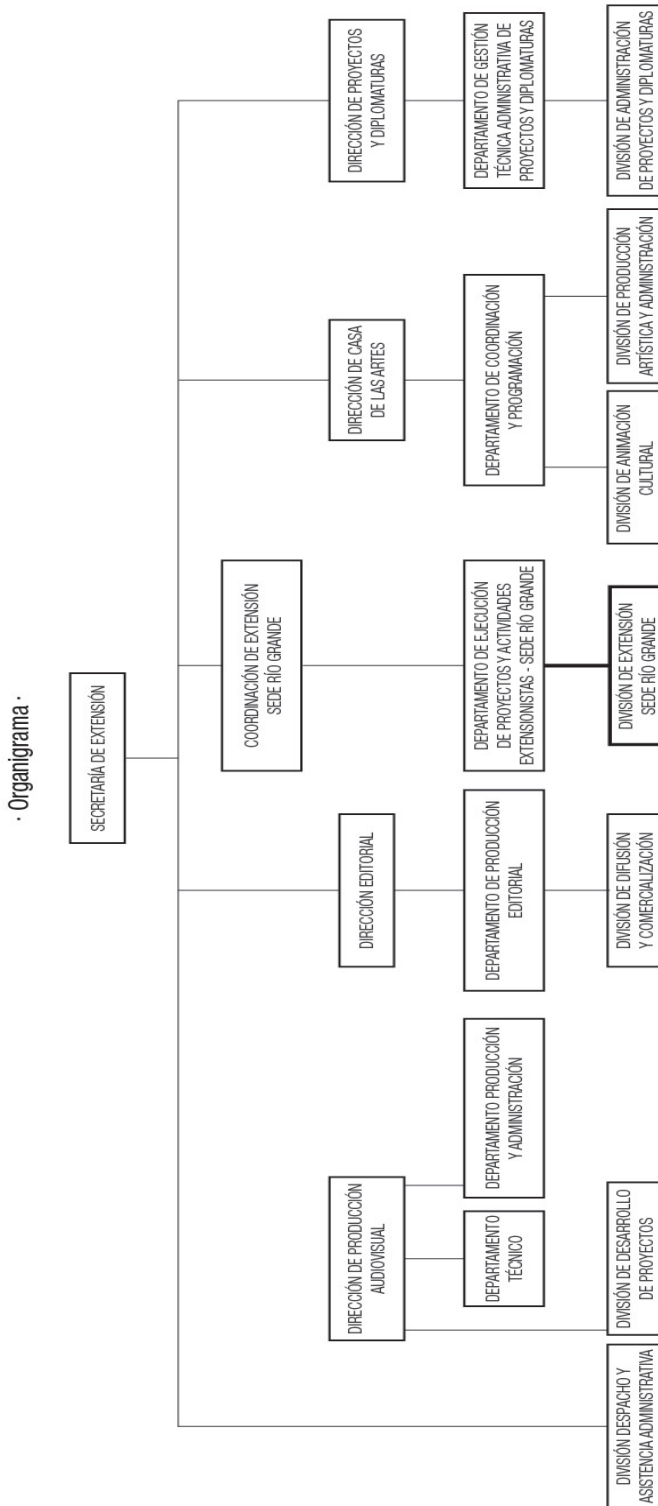 · Organigrama ·
SECRETARÍA DE EXTENSIÓN
COORDINACIÓN DE EXTENSIÓN
SEDE RÍO GRANDE
DIRECCIÓN DE PRODUCCIÓN
AUDIOVISUAL
DIRECCIÓN EDITORIAL
DIRECCIÓN DE CASA
DE LAS ARTES
DIRECCIÓN DE PROYECTOS
Y DIPLOMATURAS
DEPARTAMENTO
TÉCNICO
DEPARTAMENTO PRODUCCIÓN
Y ADMINISTRACIÓN
DEPARTAMENTO DE PRODUCCIÓN
EDITORIAL
DEPARTAMENTO DE EJECUCIÓN
DE PROYECTOS Y ACTIVIDADES
EXTENSIONISTAS - SEDE RÍO GRANDE
DEPARTAMENTO DE COORDINACIÓN
Y PROGRAMACIÓN
DEPARTAMENTO DE GESTIÓN
TÉCNICA ADMINISTRATIVA DE
PROYECTOS Y DIPLOMATURAS
DIVISIÓN DESPACHO Y
ASISTENCIA ADMINISTRATIVA
DIVISIÓN DE DESARROLLO
DE PROYECTOS
DIVISIÓN DE DIFUSIÓN
Y COMERCIALIZACIÓN
DIVISIÓN DE EXTENSIÓN
SEDE RÍO GRANDE
DIVISIÓN DE ANIMACIÓN
CULTURAL
DIVISIÓN DE PRODUCCIÓN
ARTÍSTICA Y ADMINISTRACIÓN
DIVISIÓN DE ADMINISTRACIÓN
DE PROYECTOS Y DIPLOMATURAS